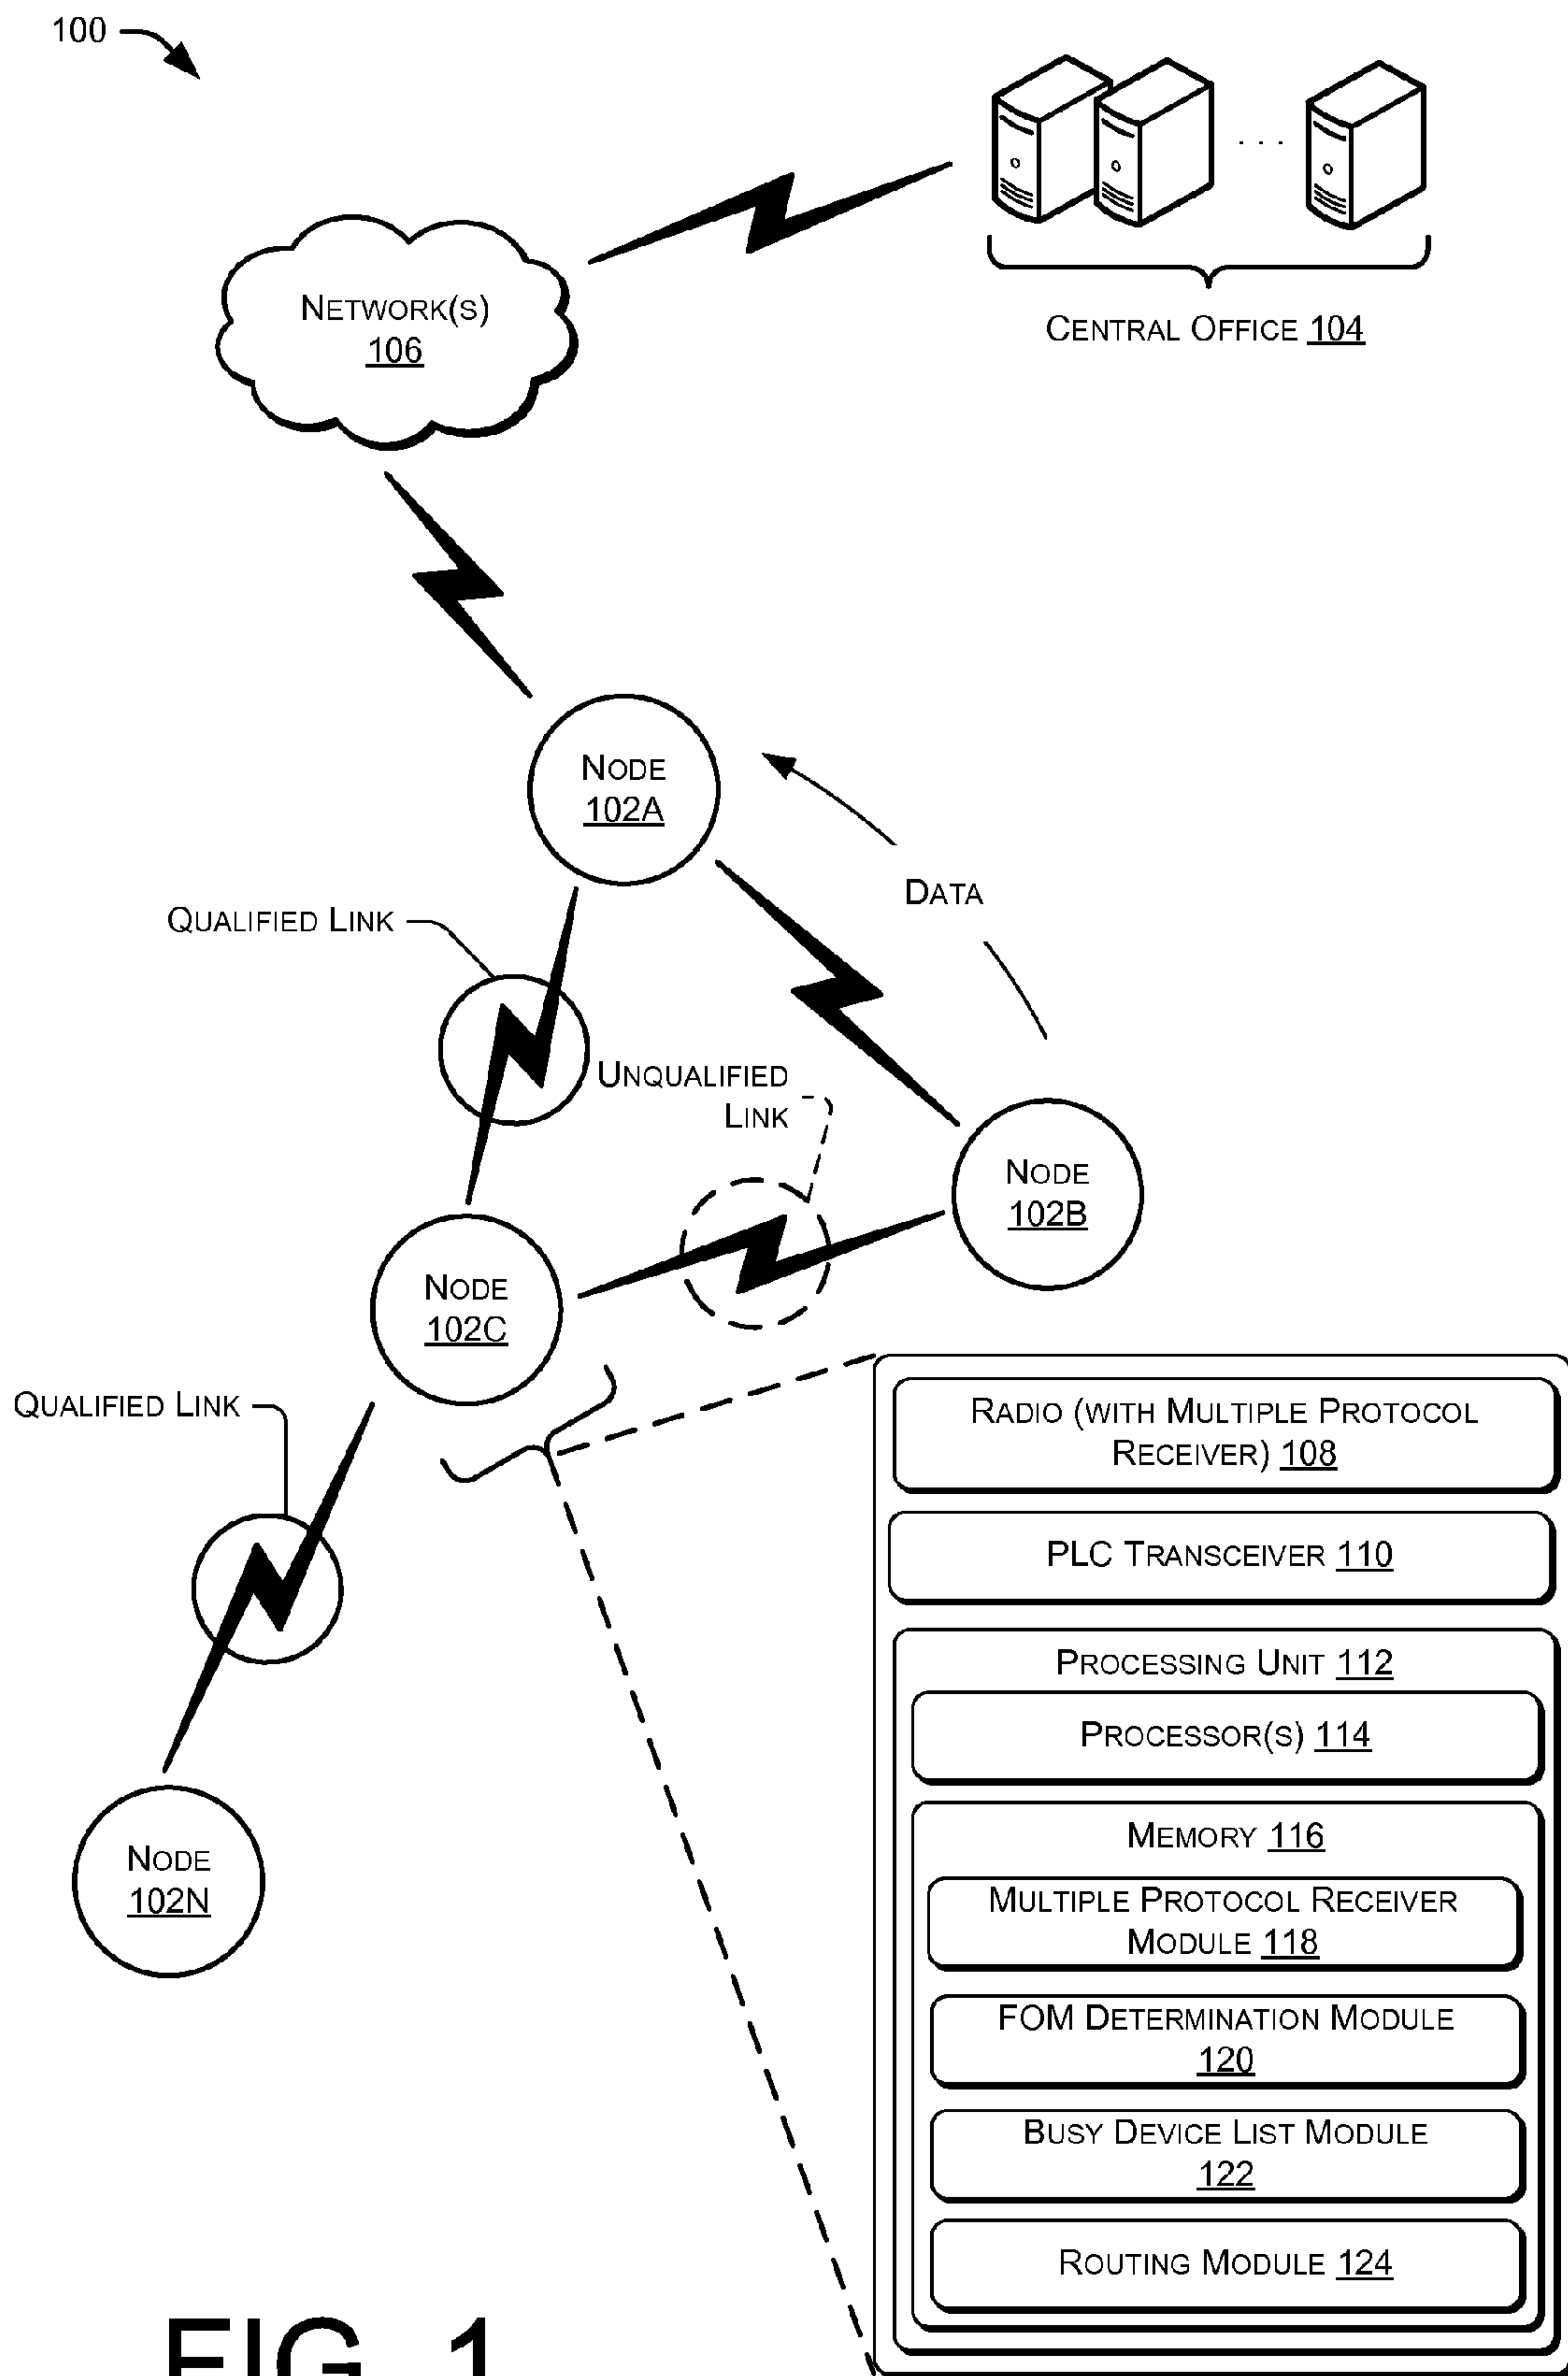 100
NETWORK(S)
106
CENTRAL OFFICE 104
. . .
NODE
102A
DATA
QUALIFIED LINK
UNQUALIFIED
LINK
NODE
102B
NODE
102C
QUALIFIED LINK
NODE
102N
RADIO (WITH MULTIPLE PROTOCOL
RECEIVER) 108
PLC TRANSCEIVER 110
PROCESSING UNIT 112
PROCESSOR(S) 114
MEMORY 116
MULTIPLE PROTOCOL RECEIVER
MODULE 118
FOM DETERMINATION MODULE
120
BUSY DEVICE LIST MODULE
122
ROUTING MODULE 124
FIG. 1